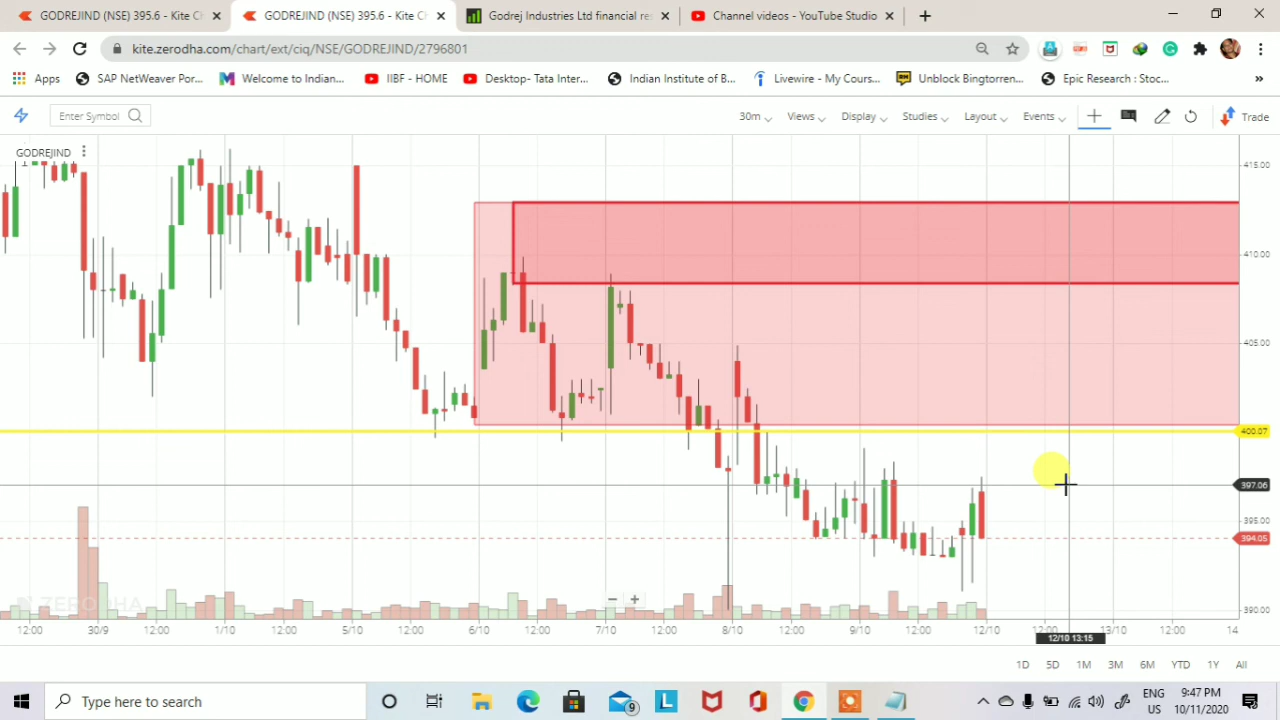 GODREJIND (NSE) 395.6 - Kite Ch
GODREJIND (NSE) 395.6 - Kite Ch
Godrej Industries Ltd financial res
Channel videos - YouTube Studio
kite.zerodha.com/chart/ext/ciq/NSE/GODREJIND/2796801
Apps
SAP NetWeaver Por...
Welcome to Indian...
IIBF - HOME
Desktop- Tata Inter...
Indian Institute of B...
Livewire - My Cours...
Unblock Bingtorren...
Epic Research : Stoc...
»
Enter Symbol
30m
Views
Display
Studies
Layout
Events
Trade
GODREJIND
415.00
410.00
405.00
400.07
397.06
395.00
394.05
390.00
ZERODHA
12:00 30/9 12:00 1/10 12:00 5/10 12:00 6/10 12:00 7/10 12:00 8/10 12:00 9/10 12:00 12/10 12:00 13/10 12:00 14
12/10 13:15
1D 5D 1M 3M 6M YTD 1Y All
Type here to search
9
ENG
US
9:47 PM
10/11/2020